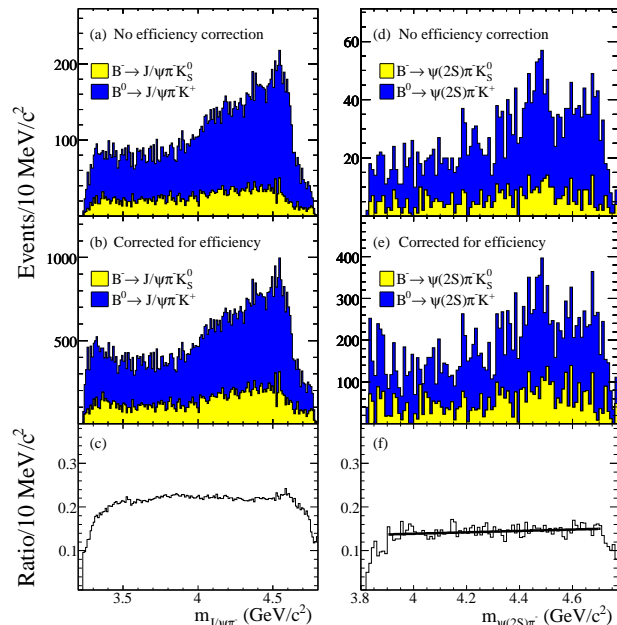 (a) No efficiency correction
B⁻→ J/ψπ⁻K⁰S
B⁰→ J/ψπ⁻K⁺
200
100
Events/10 MeV/c²
(d) No efficiency correction
B⁻→ ψ(2S)π⁻K⁰S
B⁰→ ψ(2S)π⁻K⁺
60
40
20
0
(b) Corrected for efficiency
B⁻→ J/ψπ⁻K⁰S
B⁰→ J/ψπ⁻K⁺
1000
500
(e) Corrected for efficiency
B⁻→ ψ(2S)π⁻K⁰S
B⁰→ ψ(2S)π⁻K⁺
400
300
200
100
0
(c)
0.3
0.2
0.1
Ratio/10 MeV/c²
3.5 4 4.5
m J/ψπ⁻ (GeV/c²)
(f)
0.3
0.2
0.1
3.8 4 4.2 4.4 4.6
m ψ(2S)π⁻ (GeV/c²)